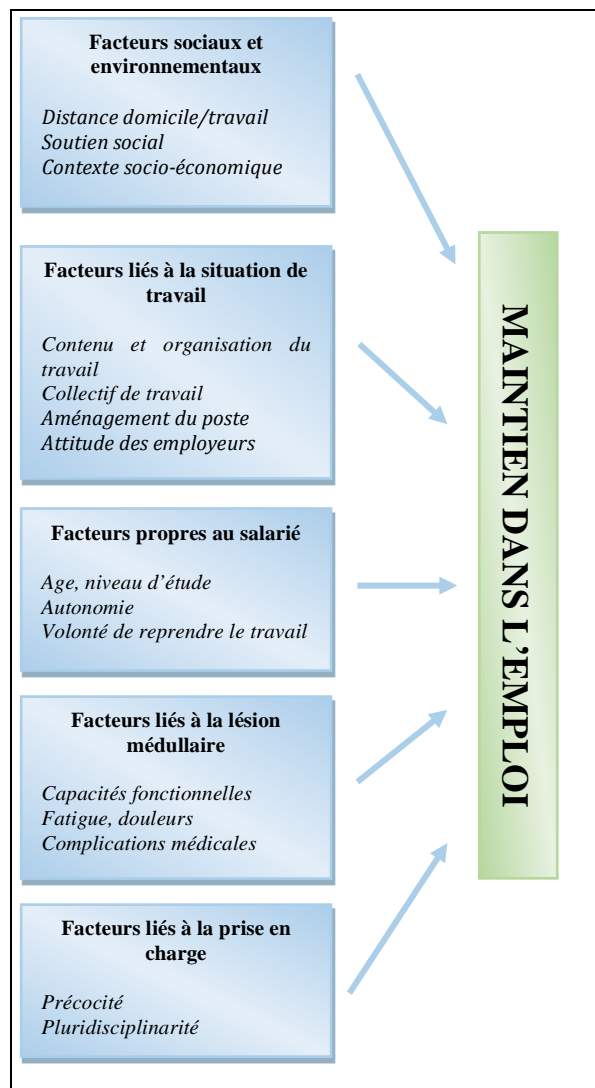 Facteurs sociaux et
environnementaux
Distance domicile/travail
Soutien social
Contexte socio-économique
Facteurs liés à la situation de
travail
Contenu et organisation du
travail
Collectif de travail
Aménagement du poste
Attitude des employeurs
Facteurs propres au salarié
Age, niveau d'étude
Autonomie
Volonté de reprendre le travail
Facteurs liés à la lésion
médullaire
Capacités fonctionnelles
Fatigue, douleurs
Complications médicales
Facteurs liés à la prise en
charge
Précocité
Pluridisciplinarité
MAINTIEN DANS L'EMPLOI